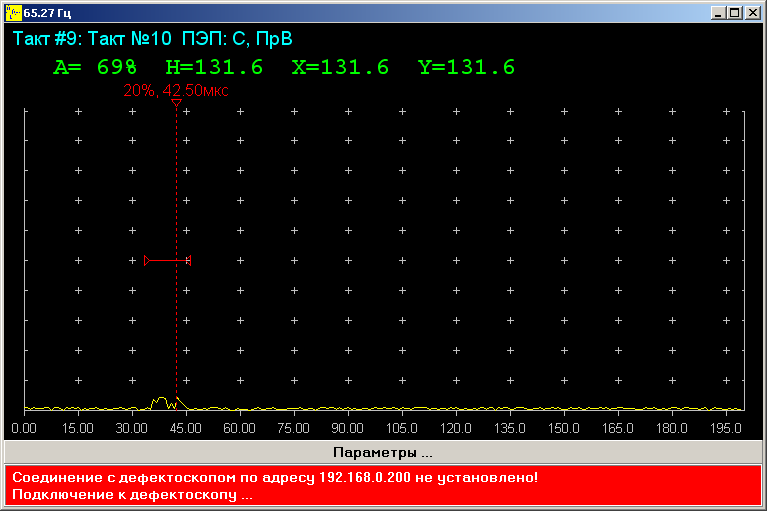 65.27 Гц
Такт #9: Такт №10 ПЭП: С, ПрВ
A= 69% H=131.6 X=131.6 Y=131.6
20%, 42.50мкс
0.00 15.00 30.00 45.00 60.00 75.00 90.00 105.0 120.0 135.0 150.0 165.0 180.0 195.0
Параметры ...
Соединение с дефектоскопом по адресу 192.168.0.200 не установлено!
Подключение к дефектоскопу ...